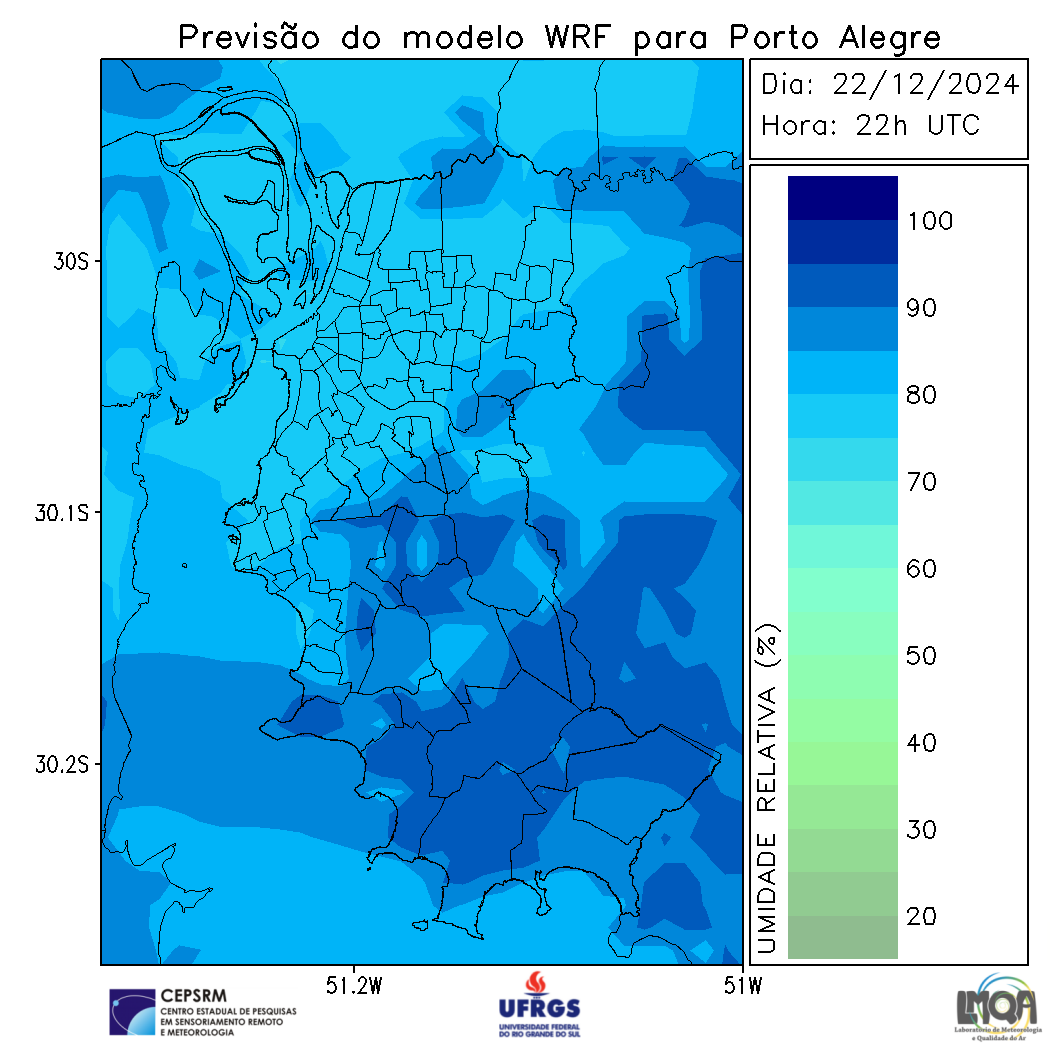 Previsão do modelo WRF para Porto Alegre
Dia: 22/12/2024
Hora: 22h UTC
30S
30.1S
30.2S
51.2W
51W
UMIDADE RELATIVA (%)
100
90
80
70
60
50
40
30
20
CEPSRM
CENTRO ESTADUAL DE PESQUISAS
EM SENSORIAMENTO REMOTO
E METEOROLOGIA
UFRGS
UNIVERSIDADE FEDERAL
DO RIO GRANDE DO SUL
LMQA
Laboratório de Meteorologia
e Qualidade do Ar